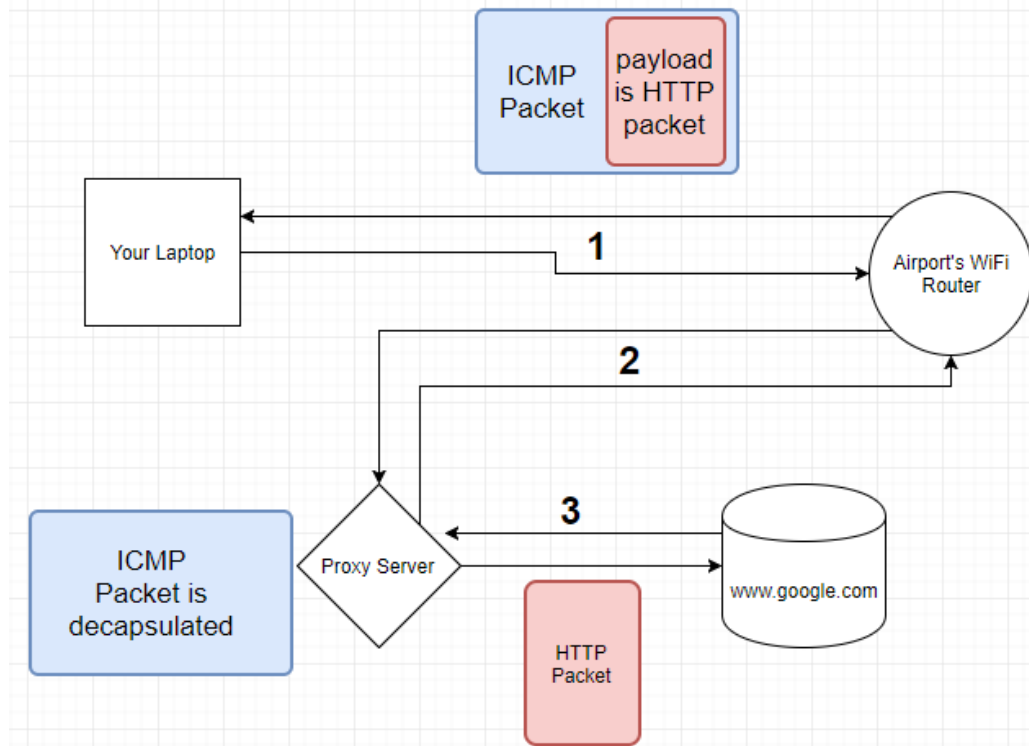 ICMP
Packet
payload
is HTTP
packet
Your Laptop
1
Airport's WiFi
Router
2
3
ICMP
Packet is
decapsulated
Proxy Server
www.google.com
HTTP
Packet